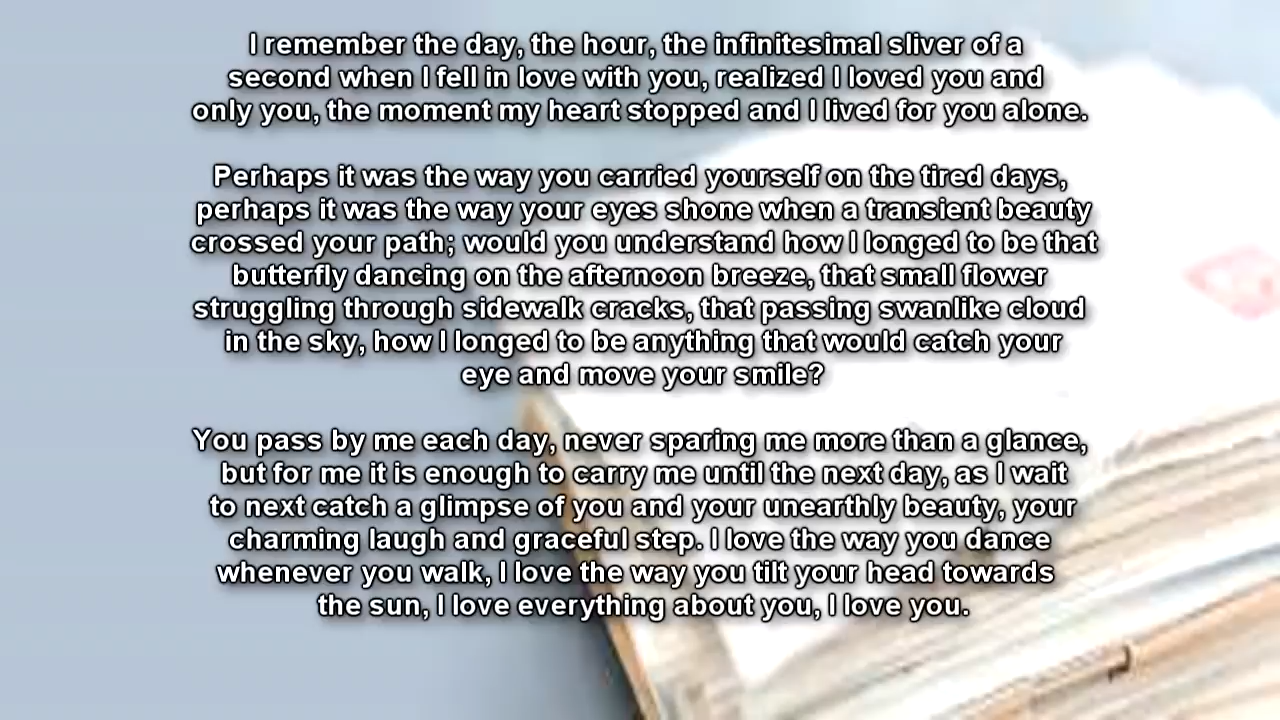 I remember the day, the hour, the infinitesimal sliver of a
second when I fell in love with you, realized I loved you and
only you, the moment my heart stopped and I lived for you alone.
Perhaps it was the way you carried yourself on the tired days,
perhaps it was the way your eyes shone when a transient beauty
crossed your path; would you understand how I longed to be that
butterfly dancing on the afternoon breeze, that small flower
struggling through sidewalk cracks, that passing swanlike cloud
in the sky, how I longed to be anything that would catch your
eye and move your smile?
You pass by me each day, never sparing me more than a glance,
but for me it is enough to carry me until the next day, as I wait
to next catch a glimpse of you and your unearthly beauty, your
charming laugh and graceful step. I love the way you dance
whenever you walk, I love the way you tilt your head towards
the sun, I love everything about you, I love you.